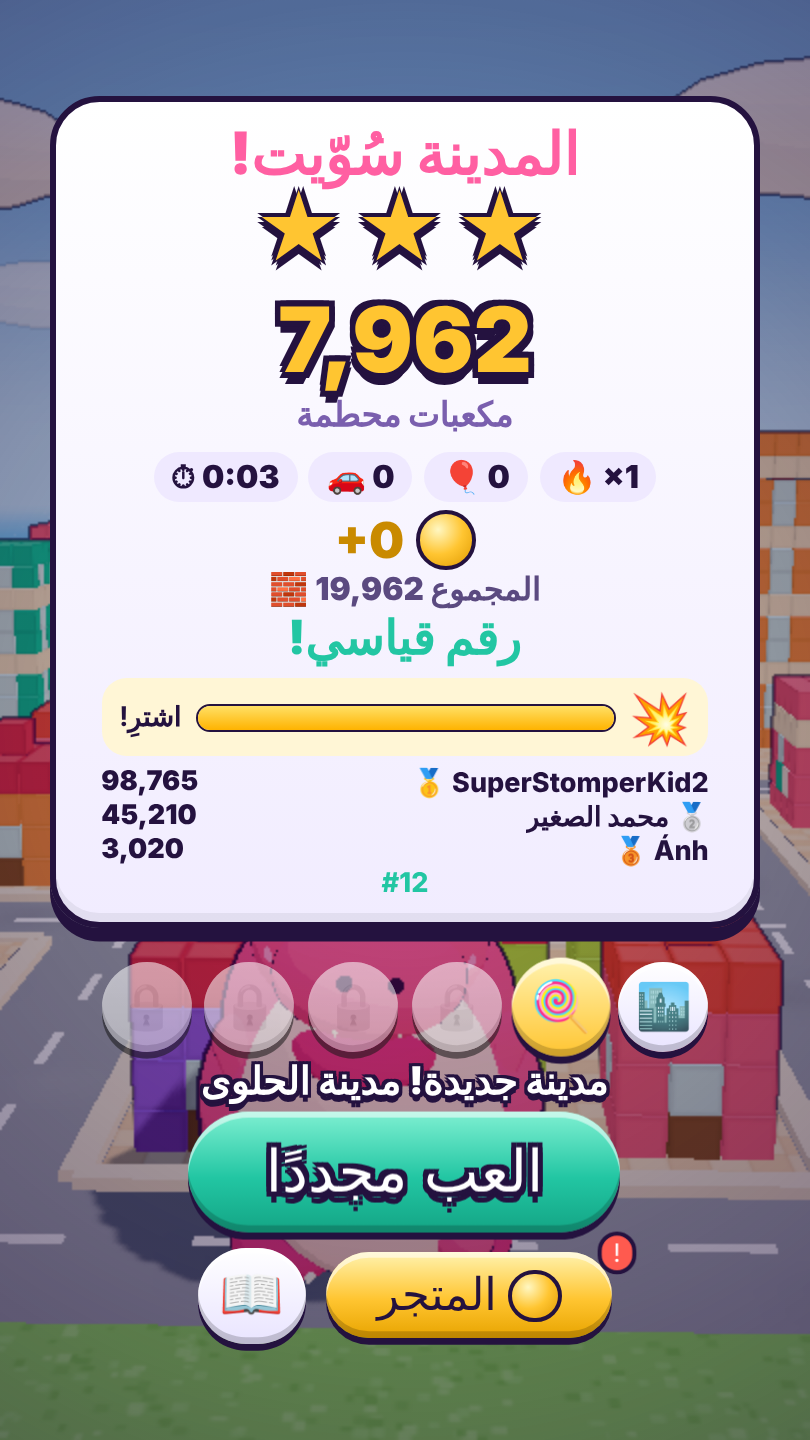 المدينة سُوّيت!
7,962
مكعبات محطمة
0:03 0 0 ×1
+0
المجموع 19,962
رقم قياسي!
اشترِ!
SuperStomperKid2 98,765
محمد الصغير 45,210
Ánh 3,020
#12
مدينة جديدة! مدينة الحلوى
العب مجددًا
المتجر
!